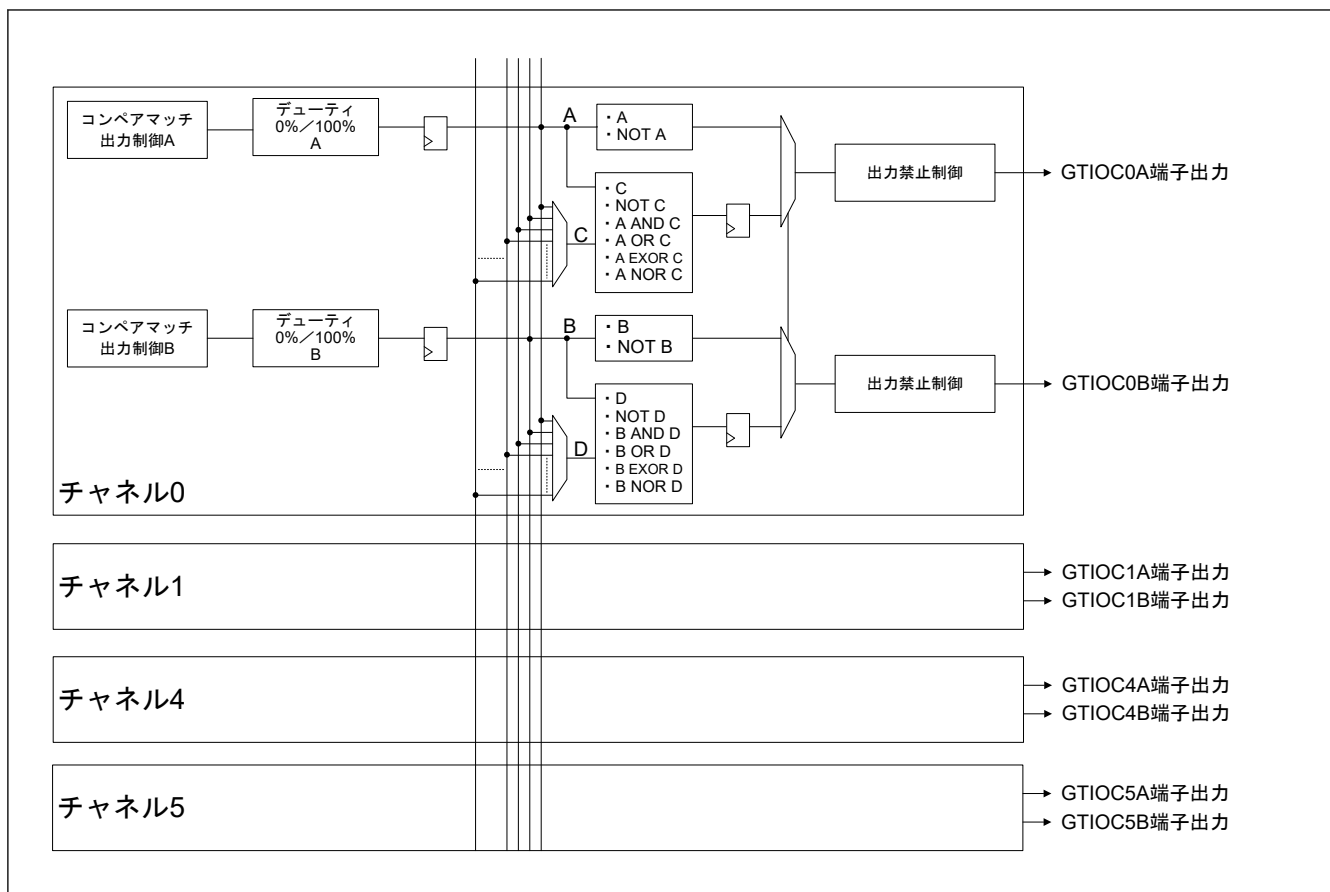 コンペアマッチ
出力制御A
デューティ
0%／100%
A
A
・A
・NOT A
出力禁止制御
GTIOC0A端子出力
・C
・NOT C
・A AND C
・A OR C
・A EXOR C
・A NOR C
C
コンペアマッチ
出力制御B
デューティ
0%／100%
B
B
・B
・NOT B
出力禁止制御
GTIOC0B端子出力
・D
・NOT D
・B AND D
・B OR D
・B EXOR D
・B NOR D
D
チャネル0
チャネル1
GTIOC1A端子出力
GTIOC1B端子出力
チャネル4
GTIOC4A端子出力
GTIOC4B端子出力
チャネル5
GTIOC5A端子出力
GTIOC5B端子出力